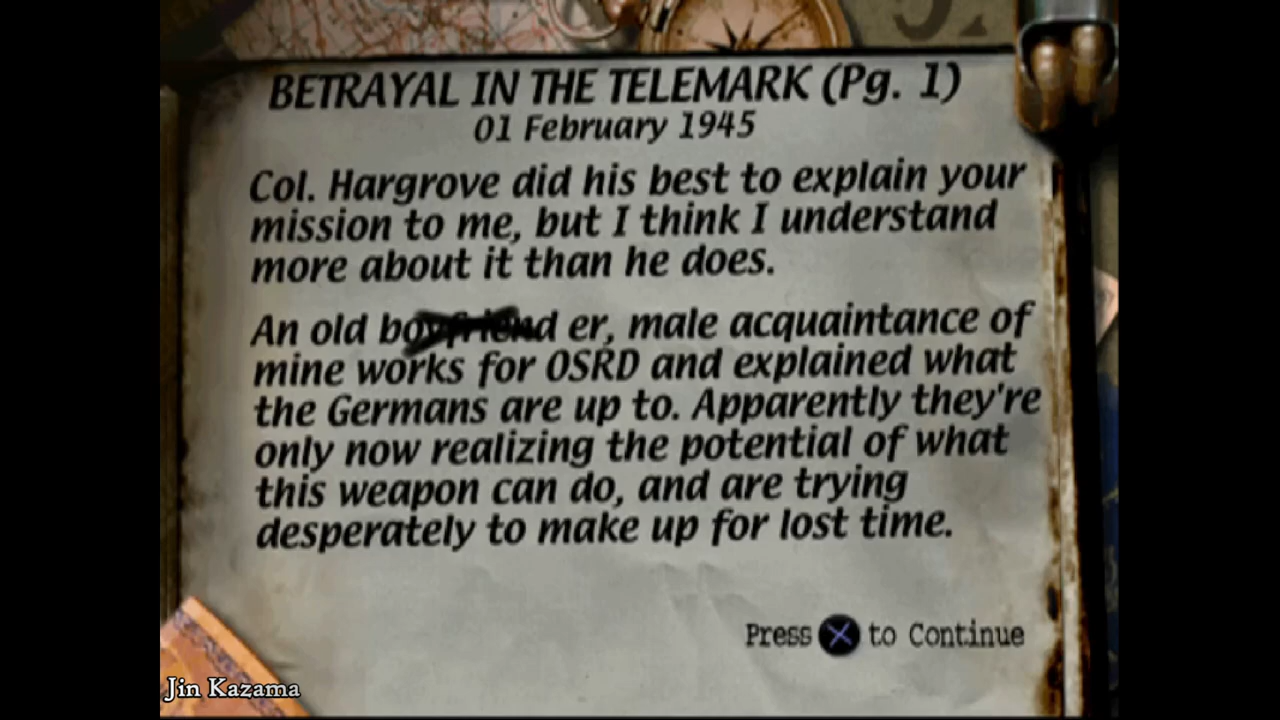 BETRAYAL IN THE TELEMARK (Pg. 1)
01 February 1945
Col. Hargrove did his best to explain your
mission to me, but I think I understand
more about it than he does.
An old boyfriend er, male acquaintance of
mine works for OSRD and explained what
the Germans are up to. Apparently they're
only now realizing the potential of what
this weapon can do, and are trying
desperately to make up for lost time.
Press X to Continue
Jin Kazama